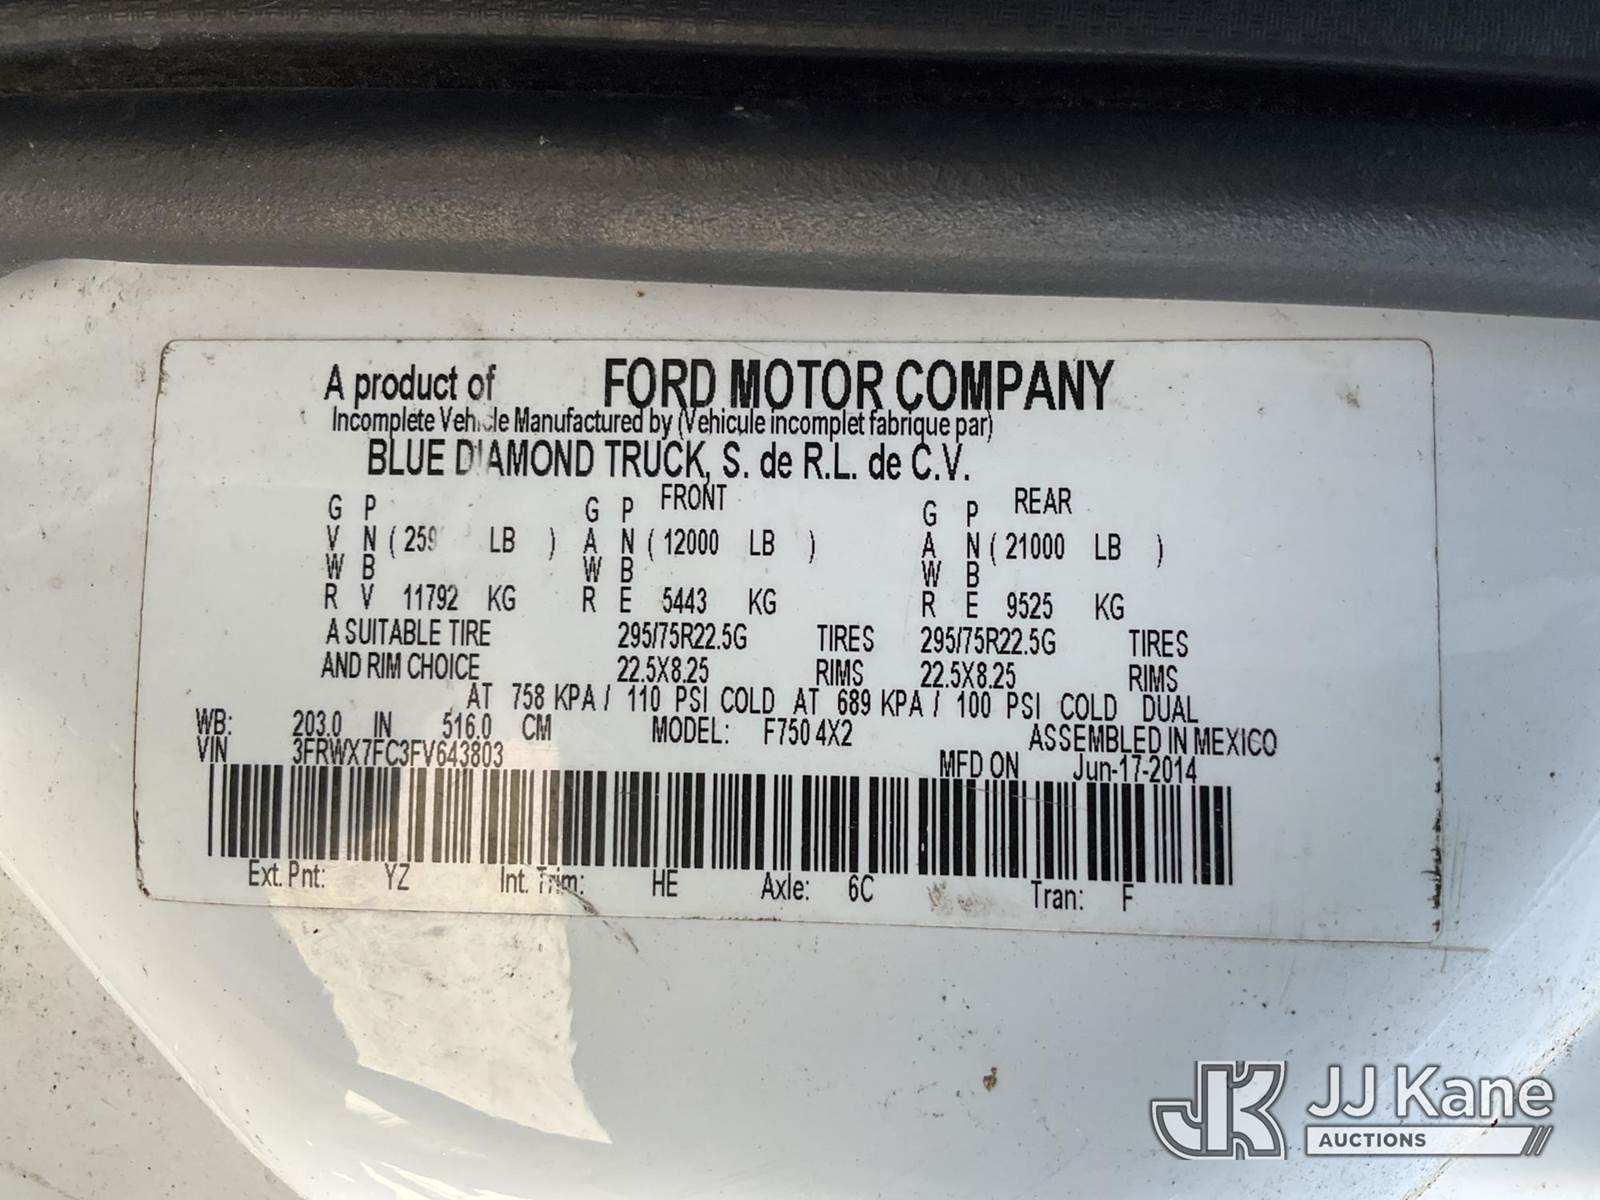 A product of FORD MOTOR COMPANY
Incomplete Vehicle Manufactured by (Vehicule incomplet fabrique par)
BLUE DIAMOND TRUCK, S. de R.L. de C.V.
G P G P FRONT G P REAR
V N ( LB ) A N ( 12000 LB ) A N ( 21000 LB )
W B W B W B
R V 11792 KG R E 5443 KG R E 9525 KG
A SUITABLE TIRE 295/75R22.5G TIRES 295/75R22.5G TIRES
AND RIM CHOICE 22.5X8.25 RIMS 22.5X8.25 RIMS
AT 758 KPA / 110 PSI COLD AT 689 KPA / 100 PSI COLD DUAL
WB: 203.0 IN 516.0 CM MODEL: F750 4X2 ASSEMBLED IN MEXICO
VIN 3FRWX7FC3FV643803 MFD ON Jun-17-2014
Ext. Pnt: YZ Int. Trim: HE Axle: 6C Tran: F
JK JJ Kane
AUCTIONS